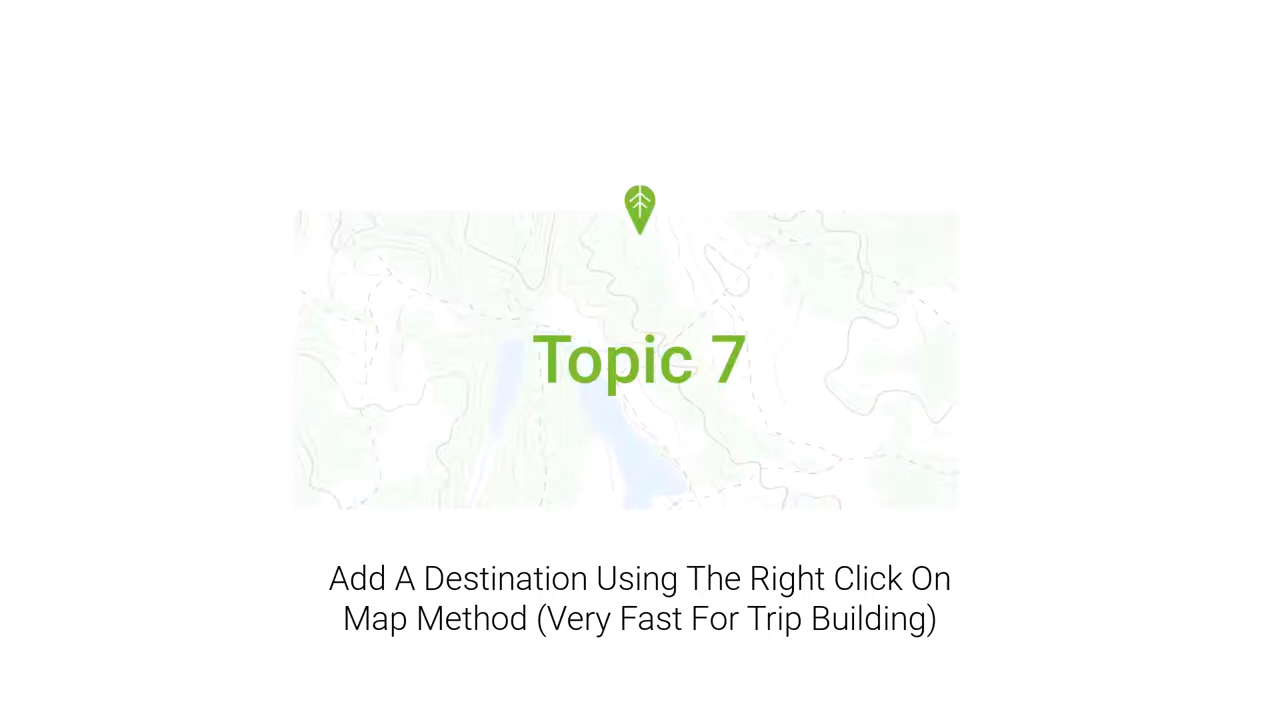 Topic 7
Add A Destination Using The Right Click On
Map Method (Very Fast For Trip Building)